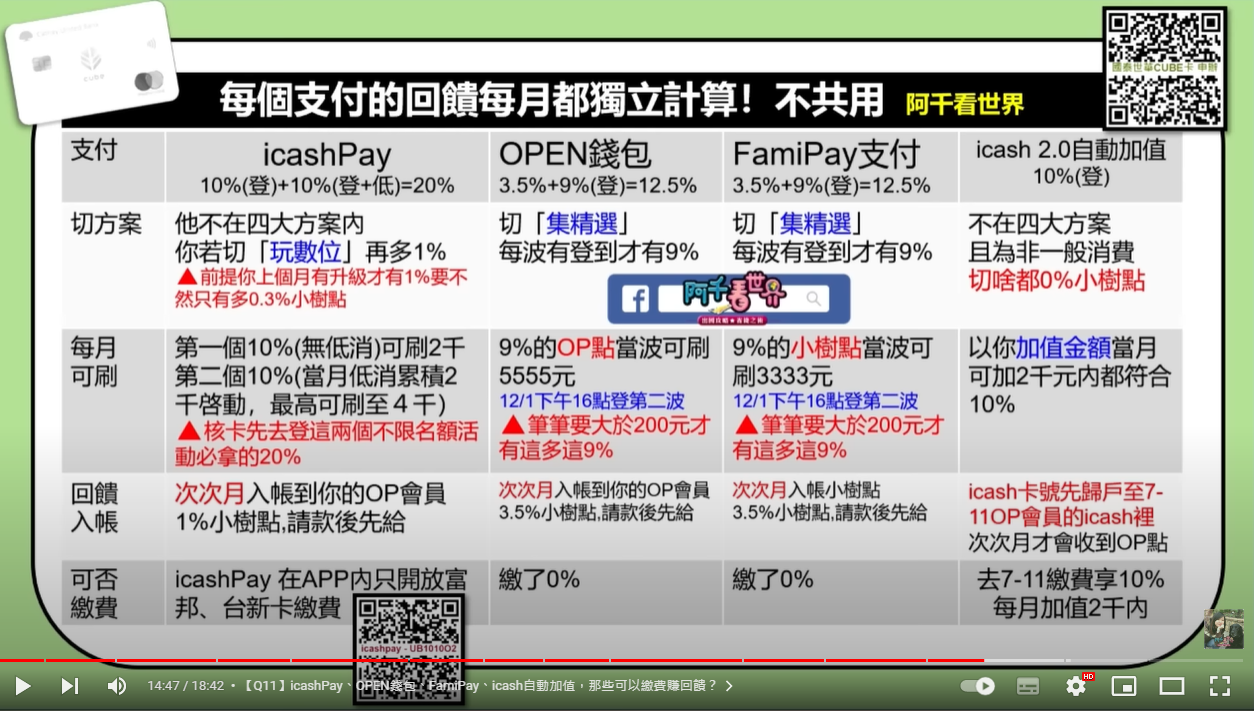 國泰世華CUBE卡 申辦
CUBE
每個支付的回饋每月都獨立計算！不共用 阿千看世界
支付
icashPay
10%(登)+10%(登+低)=20%
OPEN錢包
3.5%+9%(登)=12.5%
FamiPay支付
3.5%+9%(登)=12.5%
icash 2.0自動加值
10%(登)
切方案
他不在四大方案內
你若切「玩數位」再多1%
▲前提你上個月有升級才有1%要不
然只有多0.3%小樹點
切「集精選」
每波有登到才有9%
切「集精選」
每波有登到才有9%
不在四大方案
且為非一般消費
切啥都0%小樹點
阿千看世界
每月
可刷
第一個10%(無低消)可刷2千
第二個10%(當月低消累積2
千啓動，最高可刷至４千)
▲核卡先去登這兩個不限名額活
動必拿的20%
9%的OP點當波可刷
5555元
12/1下午16點登第二波
▲筆筆要大於200元才
有這多這9%
9%的小樹點當波可
刷3333元
12/1下午16點登第二波
▲筆筆要大於200元才
有這多這9%
以你加值金額當月
可加2千元內都符合
10%
回饋
入帳
次次月入帳到你的OP會員
1%小樹點,請款後先給
次次月入帳到你的OP會員
3.5%小樹點,請款後先給
次次月入帳小樹點
3.5%小樹點,請款後先給
icash卡號先歸戶至7-
11OP會員的icash裡
次次月才會收到OP點
可否
繳費
icashPay 在APP內只開放富
邦、台新卡繳費
繳了0%
繳了0%
去7-11繳費享10%
每月加值2千內
icashpay - UB1010O2
14:47 / 18:42 • 【Q11】icashPay、OPEN錢包、FamiPay、icash自動加值，那些可以繳費賺回饋？
HD